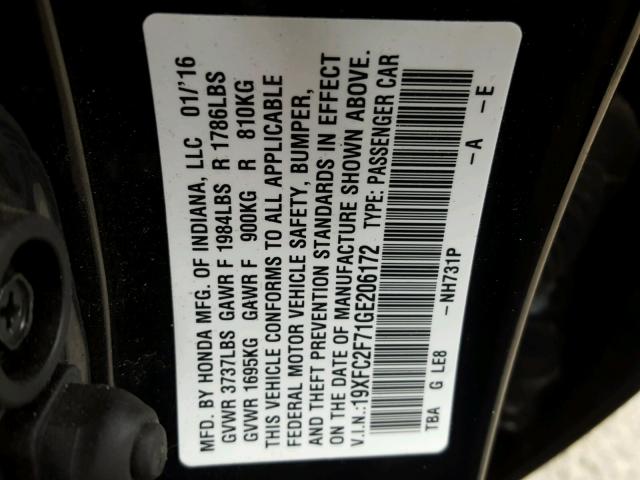 MFD. BY HONDA MFG. OF INDIANA, LLC 01/'16
GVWR 3737LBS GAWR F 1984LBS R 1786LBS
GVWR 1695KG GAWR F 900KG R 810KG
THIS VEHICLE CONFORMS TO ALL APPLICABLE
FEDERAL MOTOR VEHICLE SAFETY, BUMPER,
AND THEFT PREVENTION STANDARDS IN EFFECT
ON THE DATE OF MANUFACTURE SHOWN ABOVE.
V.I.N.:19XFC2F71GE206172 TYPE: PASSENGER CAR
TBA G LE8 -NH731P -A -E